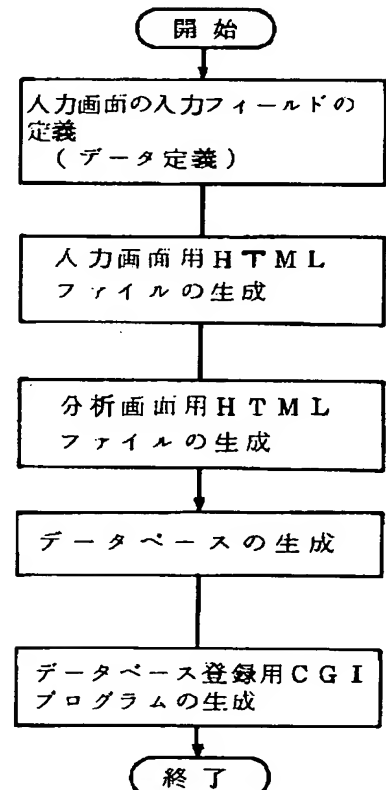 開始
入力画面の入力フィールドの
定義
(データ定義)
入力画面用HTML
ファイルの生成
分析画面用HTML
ファイルの生成
データベースの生成
データベース登録用CGI
プログラムの生成
終了